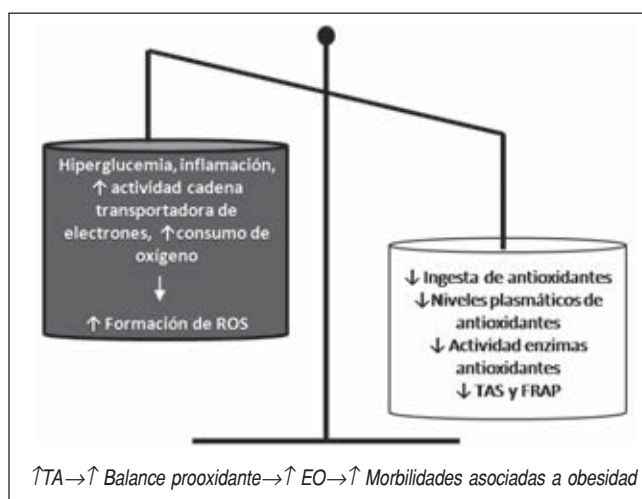 Hiperglucemia, inflamación,
↑ actividad cadena
transportadora de
electrones, ↑consumo de
oxígeno
↓
↑ Formación de ROS
↓ Ingesta de antioxidantes
↓Niveles plasmáticos de
antioxidantes
↓ Actividad enzimas
antioxidantes
↓ TAS y FRAP
↑TA→↑ Balance prooxidante→↑ EO→↑ Morbilidades asociadas a obesidad